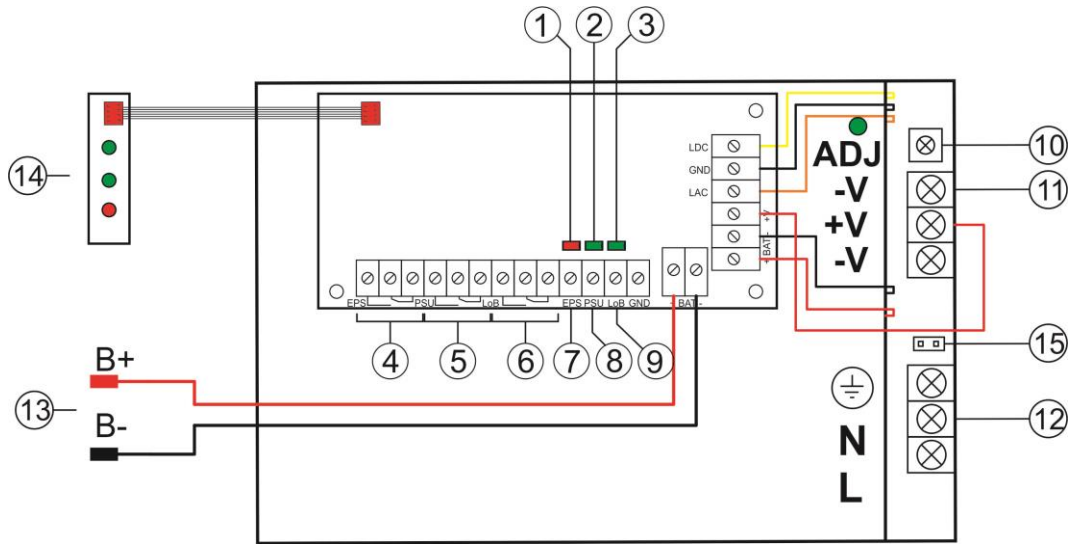 1 2 3
14
LDC
GND
LAC
+V
-
BAT
+
ADJ
-V
+V
-V
10
11
EPS PSU LoB EPS PSU LoB GND + BAT -
4 5 6 7 8 9
15
12
B+
13
B-
N
L